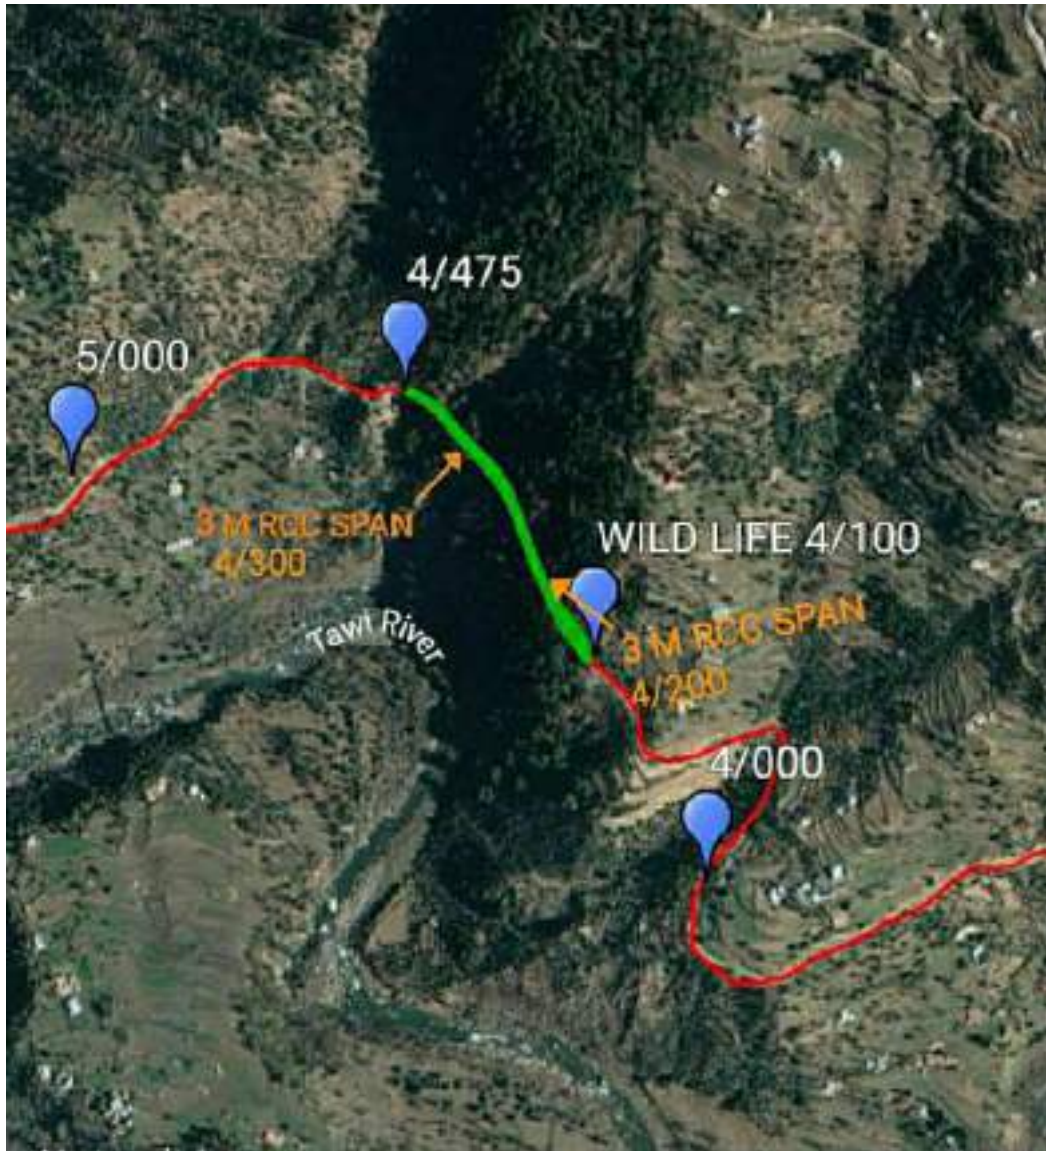 4/475
5/000
3 M RCC SPAN
4/300
WILD LIFE 4/100
Tawi River
3 M RCC SPAN
4/200
4/000